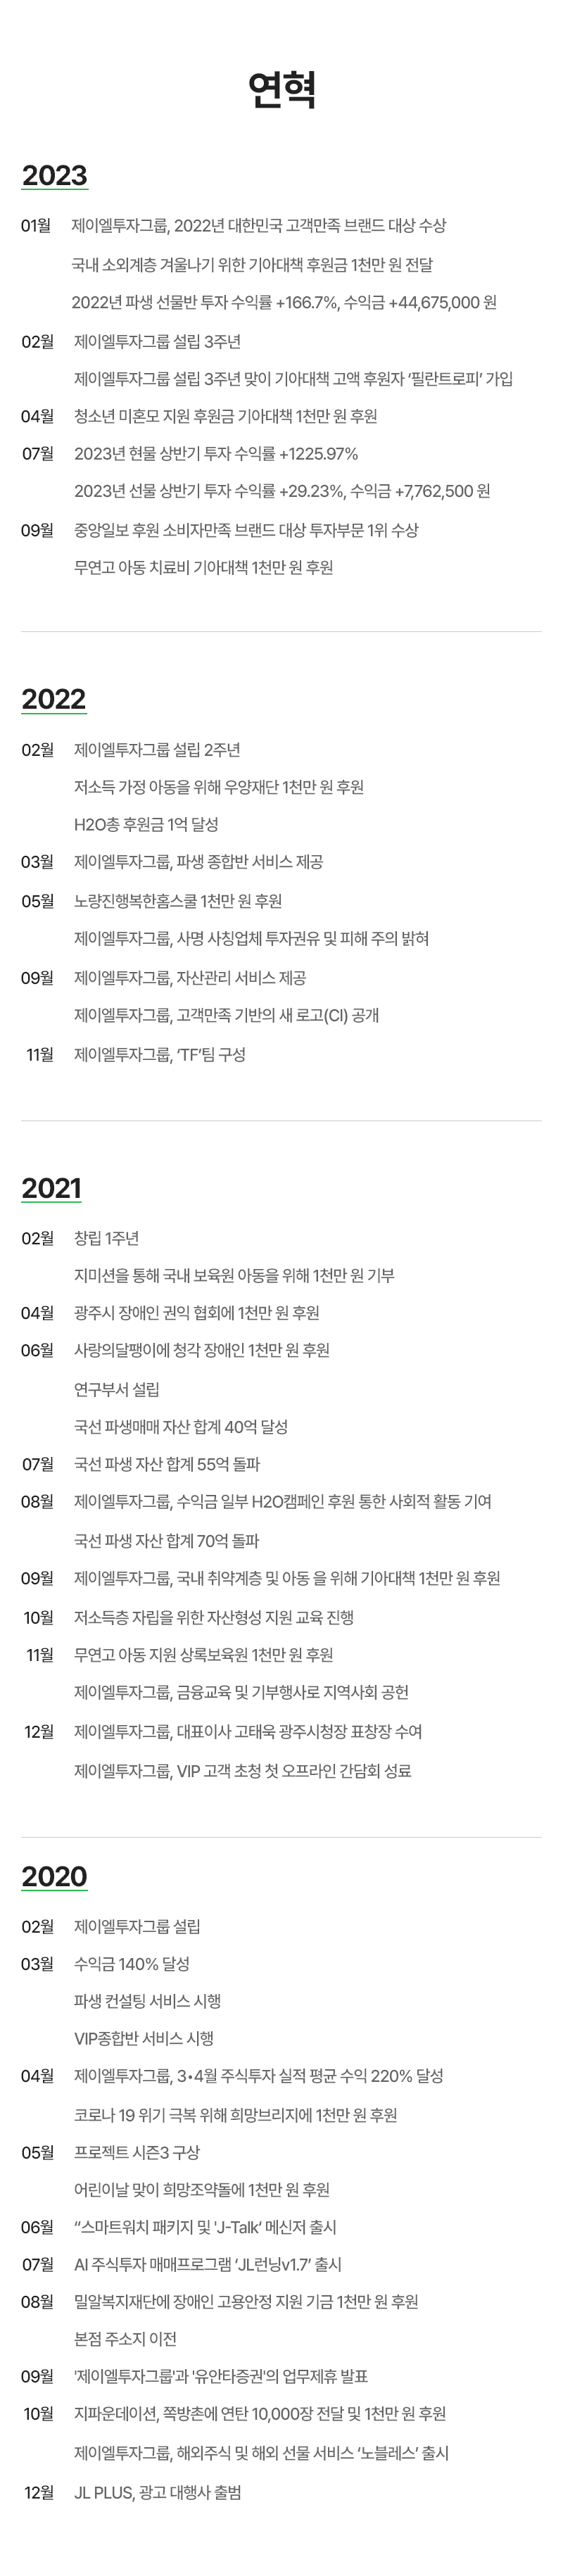 연혁
2023
01월 제이엘투자그룹, 2022년 대한민국 고객만족 브랜드 대상 수상
국내 소외계층 겨울나기 위한 기아대책 후원금 1천만 원 전달
2022년 파생 선물반 투자 수익률 +166.7%, 수익금 +44,675,000 원
02월 제이엘투자그룹 설립 3주년
제이엘투자그룹 설립 3주년 맞이 기아대책 고액 후원자 ‘필란트로피’ 가입
04월 청소년 미혼모 지원 후원금 기아대책 1천만 원 후원
07월 2023년 현물 상반기 투자 수익률 +1225.97%
2023년 선물 상반기 투자 수익률 +29.23%, 수익금 +7,762,500 원
09월 중앙일보 후원 소비자만족 브랜드 대상 투자부문 1위 수상
무연고 아동 치료비 기아대책 1천만 원 후원
2022
02월 제이엘투자그룹 설립 2주년
저소득 가정 아동을 위해 우양재단 1천만 원 후원
H2O총 후원금 1억 달성
03월 제이엘투자그룹, 파생 종합반 서비스 제공
05월 노량진행복한홈스쿨 1천만 원 후원
제이엘투자그룹, 사명 사칭업체 투자권유 및 피해 주의 밝혀
09월 제이엘투자그룹, 자산관리 서비스 제공
제이엘투자그룹, 고객만족 기반의 새 로고(CI) 공개
11월 제이엘투자그룹, ‘TF’팀 구성
2021
02월 창립 1주년
지미션을 통해 국내 보육원 아동을 위해 1천만 원 기부
04월 광주시 장애인 권익 협회에 1천만 원 후원
06월 사랑의달팽이에 청각 장애인 1천만 원 후원
연구부서 설립
국선 파생매매 자산 합계 40억 달성
07월 국선 파생 자산 합계 55억 돌파
08월 제이엘투자그룹, 수익금 일부 H2O캠페인 후원 통한 사회적 활동 기여
국선 파생 자산 합계 70억 돌파
09월 제이엘투자그룹, 국내 취약계층 및 아동 을 위해 기아대책 1천만 원 후원
10월 저소득층 자립을 위한 자산형성 지원 교육 진행
11월 무연고 아동 지원 상록보육원 1천만 원 후원
제이엘투자그룹, 금융교육 및 기부행사로 지역사회 공헌
12월 제이엘투자그룹, 대표이사 고태욱 광주시청장 표창장 수여
제이엘투자그룹, VIP 고객 초청 첫 오프라인 간담회 성료
2020
02월 제이엘투자그룹 설립
03월 수익금 140% 달성
파생 컨설팅 서비스 시행
VIP종합반 서비스 시행
04월 제이엘투자그룹, 3•4월 주식투자 실적 평균 수익 220% 달성
코로나 19 위기 극복 위해 희망브리지에 1천만 원 후원
05월 프로젝트 시즌3 구상
어린이날 맞이 희망조약돌에 1천만 원 후원
06월 “스마트워치 패키지 및 'J-Talk‘ 메신저 출시
07월 AI 주식투자 매매프로그램 ‘JL런닝v1.7’ 출시
08월 밀알복지재단에 장애인 고용안정 지원 기금 1천만 원 후원
본점 주소지 이전
09월 '제이엘투자그룹'과 '유안타증권'의 업무제휴 발표
10월 지파운데이션, 쪽방촌에 연탄 10,000장 전달 및 1천만 원 후원
제이엘투자그룹, 해외주식 및 해외 선물 서비스 ‘노블레스’ 출시
12월 JL PLUS, 광고 대행사 출범